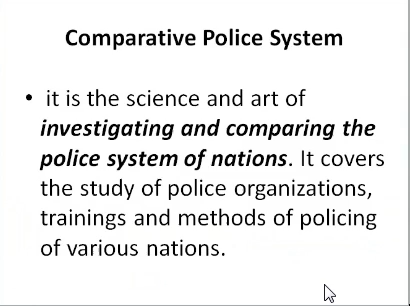 Comparative Police System
• it is the science and art of
investigating and comparing the
police system of nations. It covers
the study of police organizations,
trainings and methods of policing
of various nations.